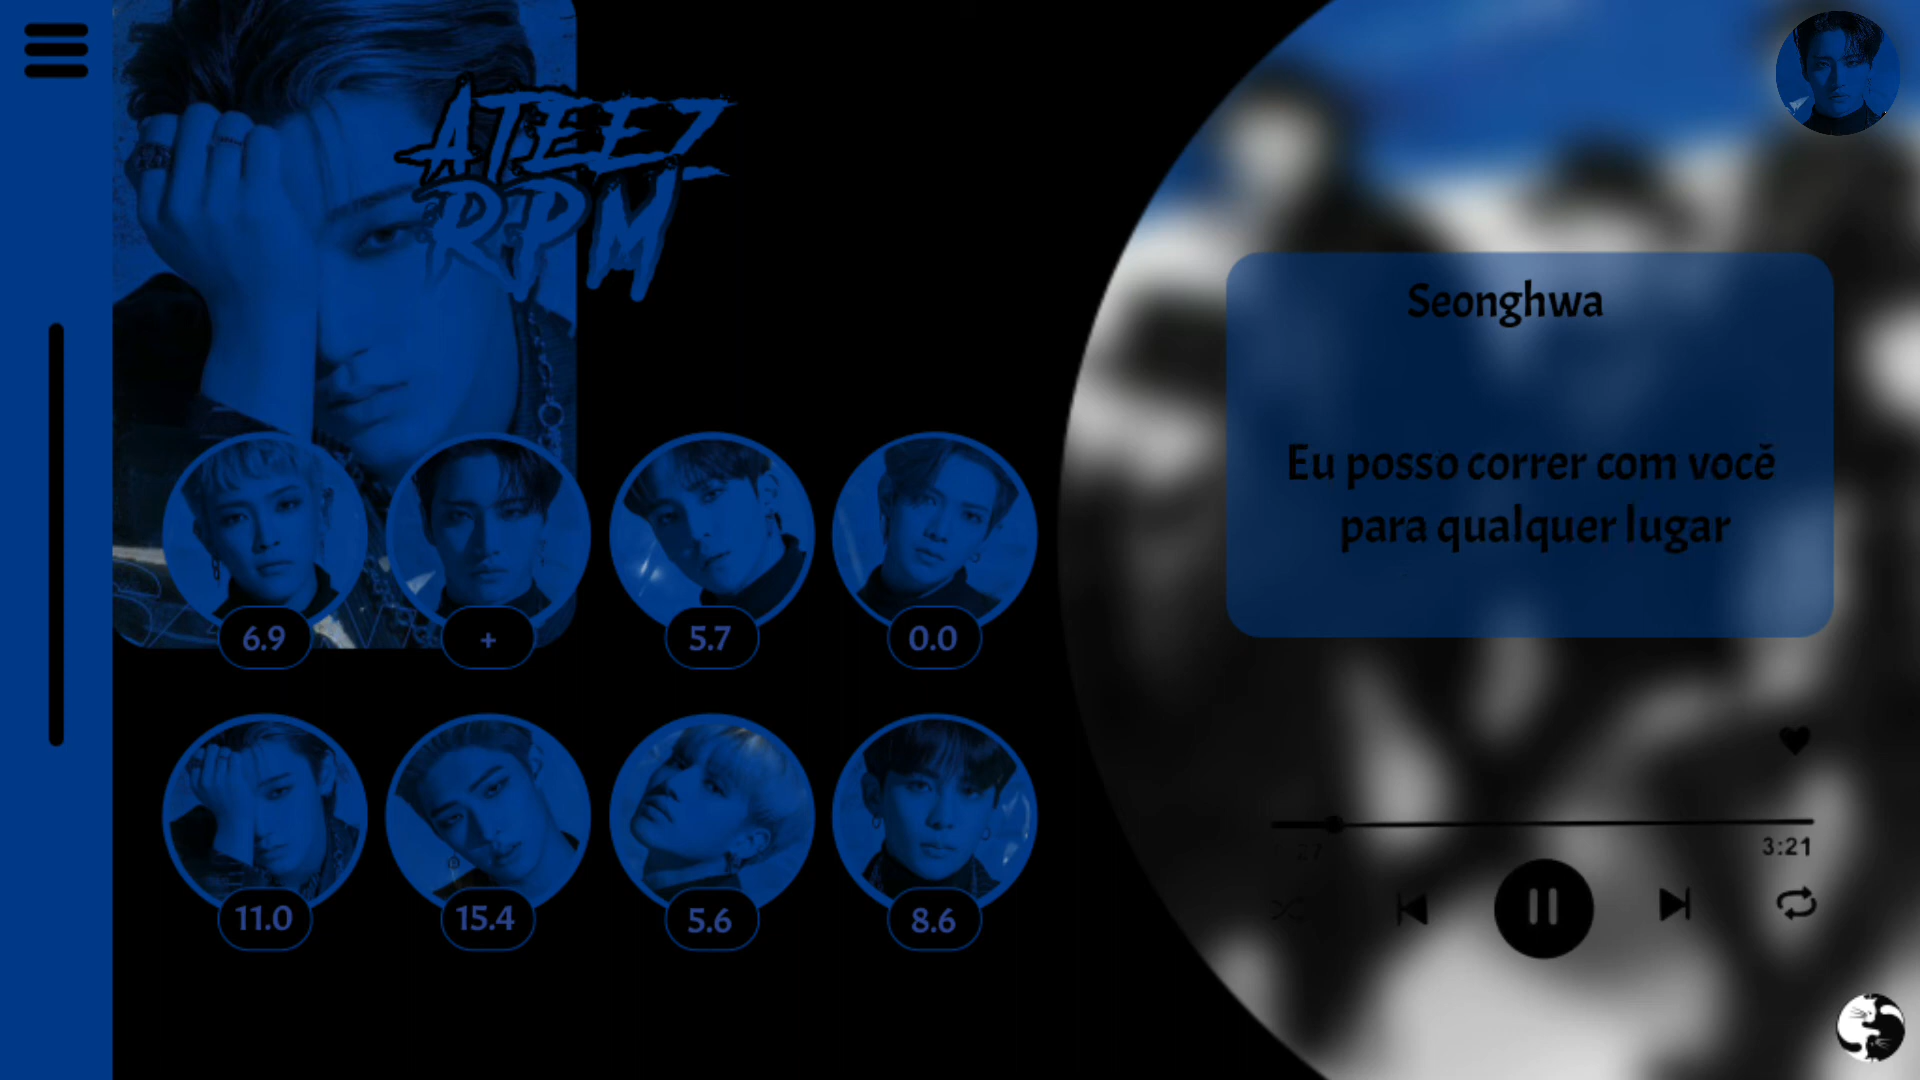 ATEEZ
RPM
6.9
+
5.7
0.0
11.0
15.4
5.6
8.6
Seonghwa
Eu posso correr com você
para qualquer lugar
3:21